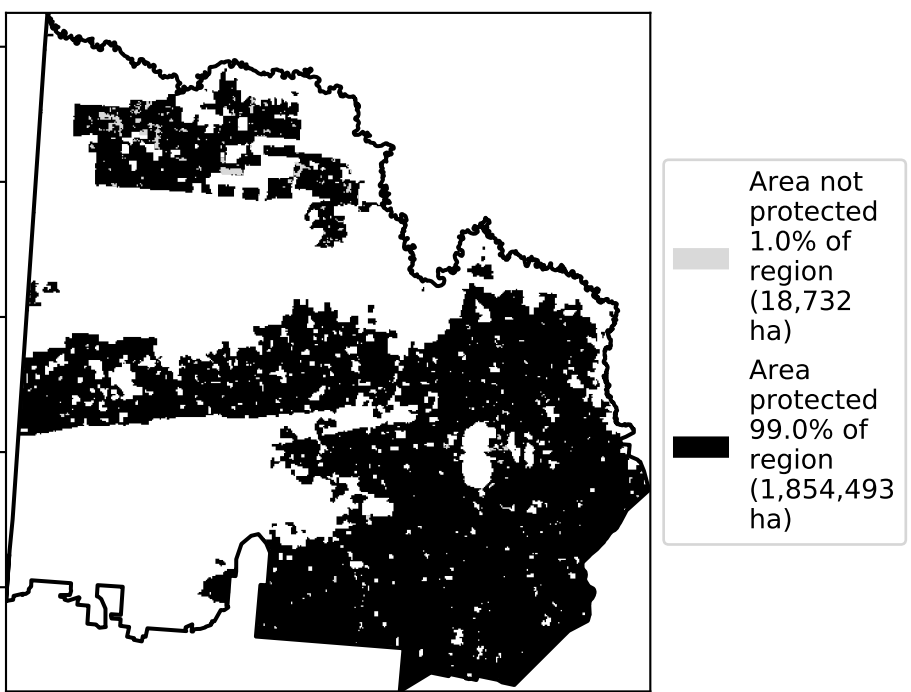 Area not
protected
1.0% of
region
(18,732
ha)
Area
protected
99.0% of
region
(1,854,493
ha)